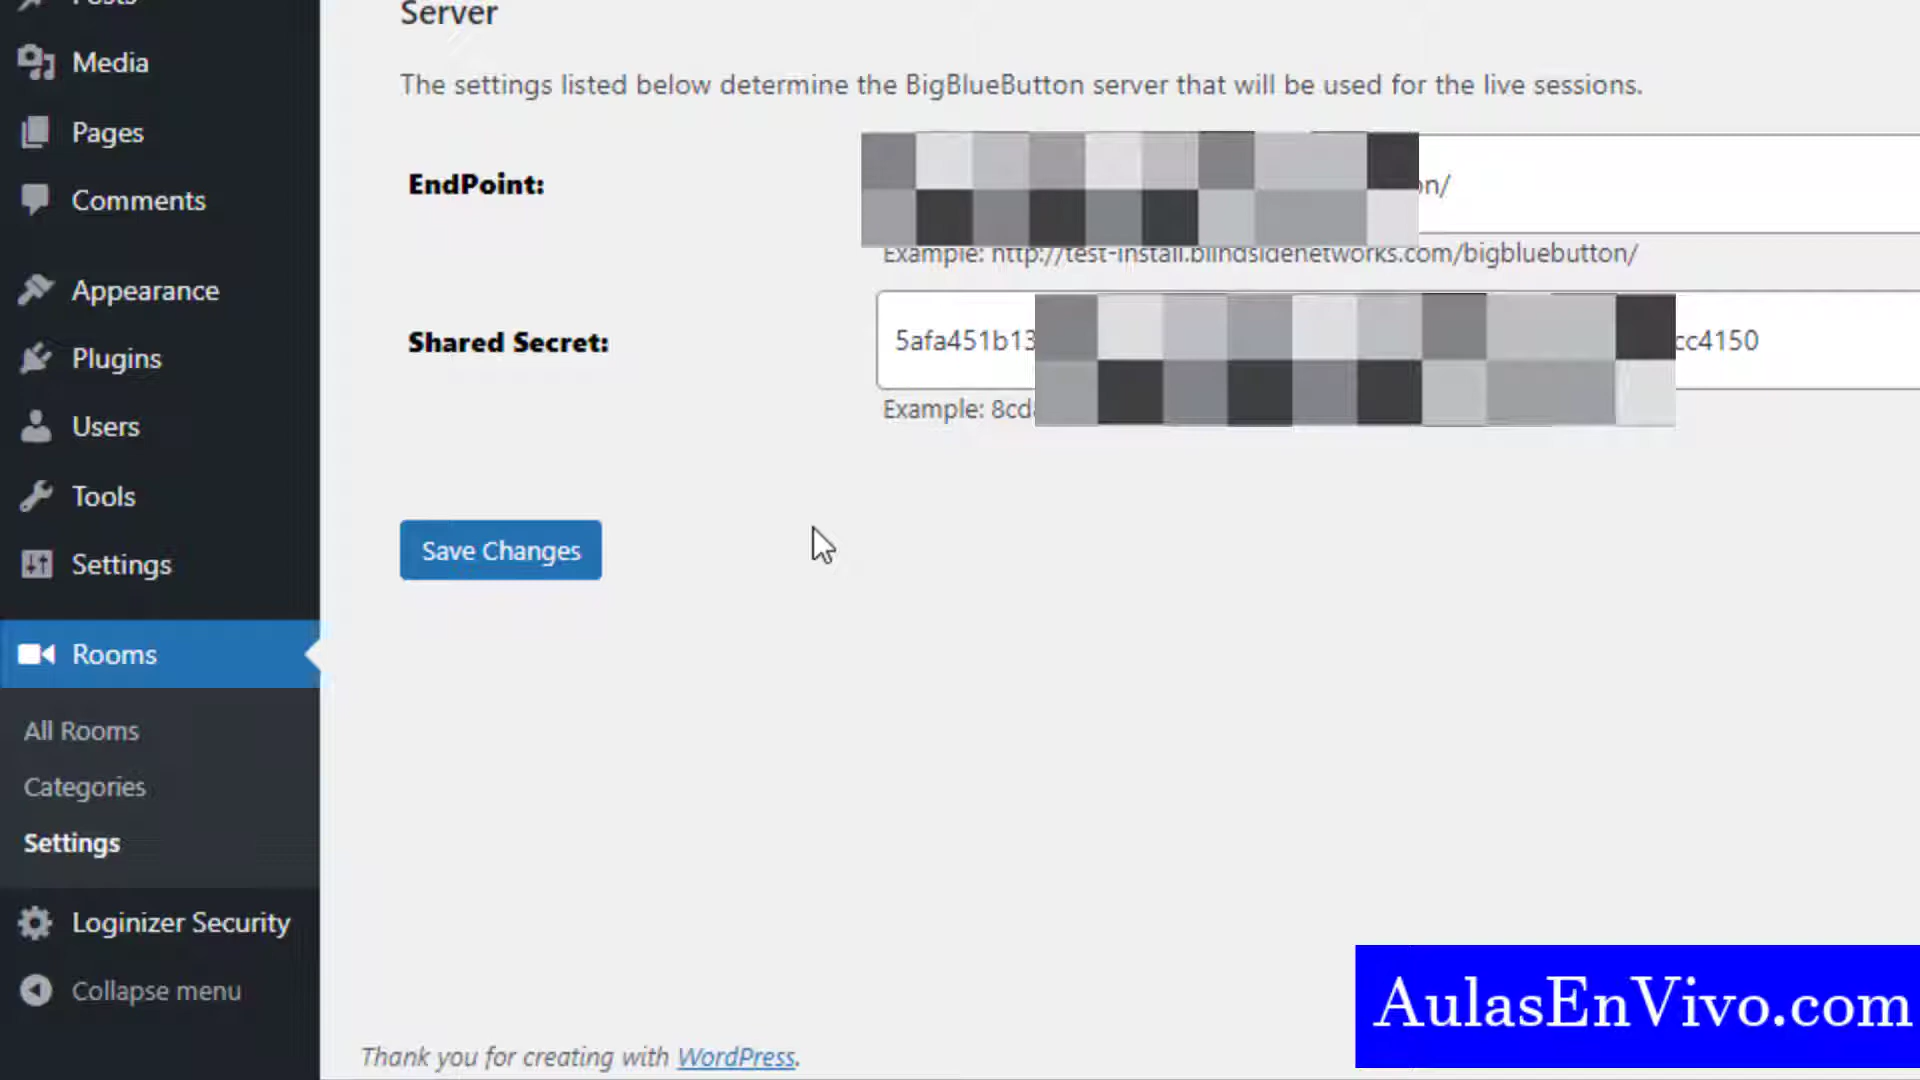 Posts
Media
Pages
Comments
Appearance
Plugins
Users
Tools
Settings
Rooms
All Rooms
Categories
Settings
Loginizer Security
Collapse menu
Server
The settings listed below determine the BigBlueButton server that will be used for the live sessions.
EndPoint: on/
Example: http://test-install.blindsidenetworks.com/bigbluebutton/
Shared Secret: 5afa451b13 cc4150
Example: 8cd
Save Changes
Thank you for creating with WordPress.
AulasEnVivo.com